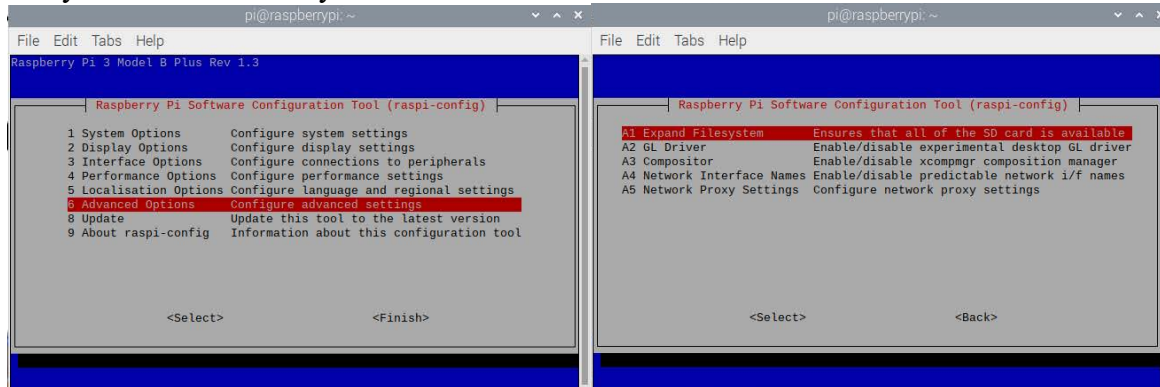 pi@raspberrypi: ~
File Edit Tabs Help
Raspberry Pi 3 Model B Plus Rev 1.3
Raspberry Pi Software Configuration Tool (raspi-config)
1 System Options Configure system settings
2 Display Options Configure display settings
3 Interface Options Configure connections to peripherals
4 Performance Options Configure performance settings
5 Localisation Options Configure language and regional settings
6 Advanced Options Configure advanced settings
8 Update Update this tool to the latest version
9 About raspi-config Information about this configuration tool
<Select> <Finish>
pi@raspberrypi: ~
File Edit Tabs Help
Raspberry Pi Software Configuration Tool (raspi-config)
A1 Expand Filesystem Ensures that all of the SD card is available
A2 GL Driver Enable/disable experimental desktop GL driver
A3 Compositor Enable/disable xcompmgr composition manager
A4 Network Interface Names Enable/disable predictable network i/f names
A5 Network Proxy Settings Configure network proxy settings
<Select> <Back>